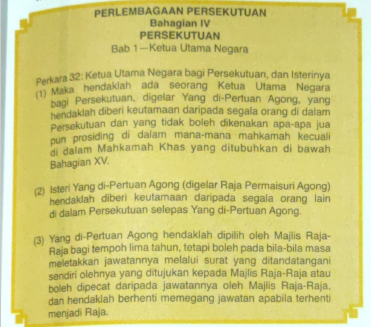 PERLEMBAGAAN PERSEKUTUAN
Bahagian IV
PERSEKUTUAN
Bab 1—Ketua Utama Negara
Perkara 32: Ketua Utama Negara bagi Persekutuan, dan Isterinya
(1) Maka hendaklah ada seorang Ketua Utama Negara
bagi Persekutuan, digelar Yang di-Pertuan Agong, yang
hendaklah diberi keutamaan daripada segala orang di dalam
Persekutuan dan yang tidak boleh dikenakan apa-apa jua
pun prosiding di dalam mana-mana mahkamah kecuali
di dalam Mahkamah Khas yang ditubuhkan di bawah
Bahagian XV.
(2) Isteri Yang di-Pertuan Agong (digelar Raja Permaisuri Agong)
hendaklah diberi keutamaan daripada segala orang lain
di dalam Persekutuan selepas Yang di-Pertuan Agong.
(3) Yang di-Pertuan Agong hendaklah dipilih oleh Majlis Raja-
Raja bagi tempoh lima tahun, tetapi boleh pada bila-bila masa
meletakkan jawatannya melalui surat yang ditandatangani
sendiri olehnya yang ditujukan kepada Majlis Raja-Raja atau
boleh dipecat daripada jawatannya oleh Majlis Raja-Raja,
dan hendaklah berhenti memegang jawatan apabila terhenti
menjadi Raja.